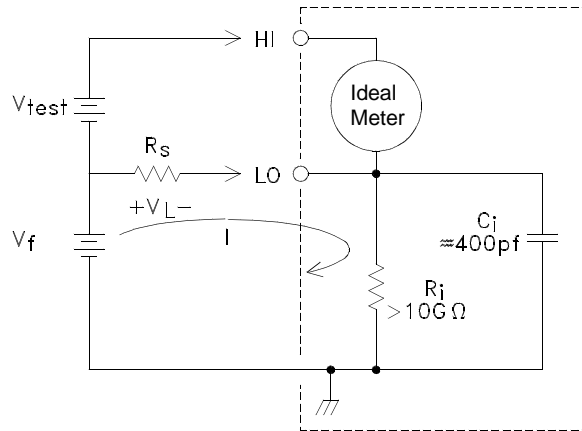 HI
Ideal
Meter
Vtest
Rs
LO
+VL−
Vf
I
Ci
≈400pf
Ri
>10GΩ